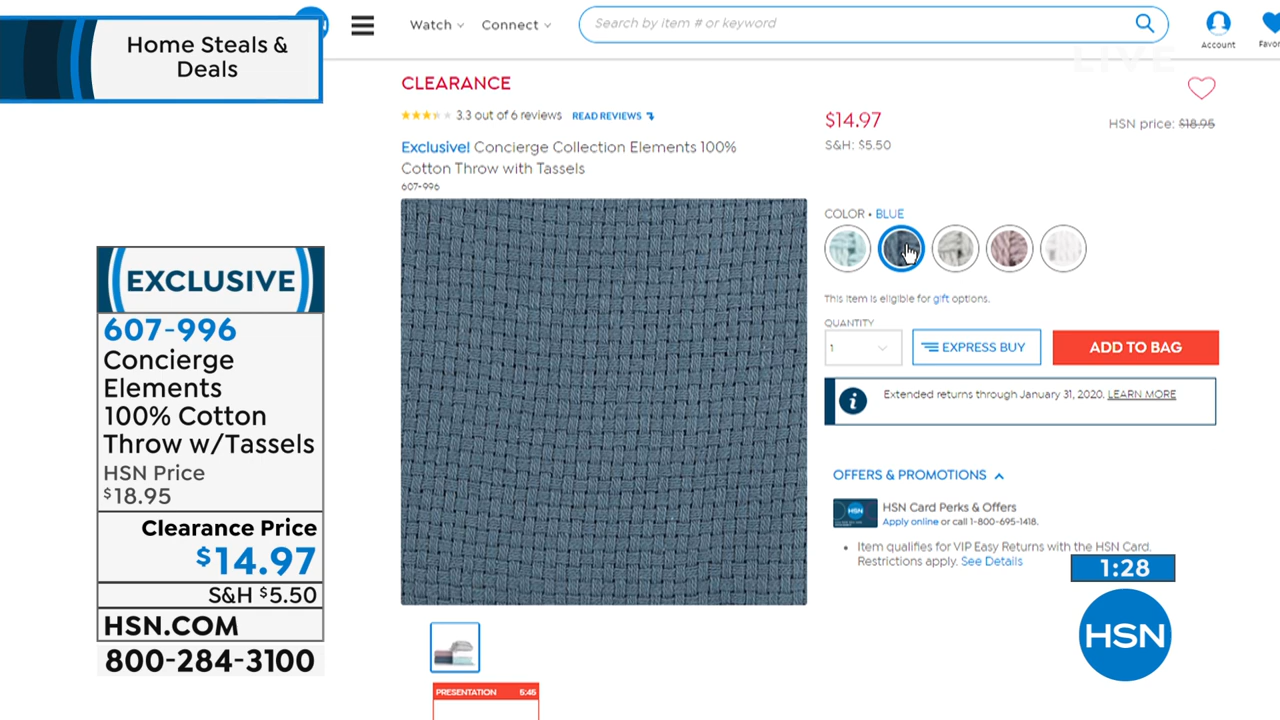 Home Steals &
Deals
Watch
Connect
Search by item # or keyword
Account
LIVE
CLEARANCE
3.3 out of 6 reviews READ REVIEWS
$14.97
HSN price: $18.95
S&H: $5.50
Exclusive! Concierge Collection Elements 100%
Cotton Throw with Tassels
607-996
COLOR • BLUE
This item is eligible for gift options.
QUANTITY
1
EXPRESS BUY
ADD TO BAG
Extended returns through January 31, 2020. LEARN MORE
OFFERS & PROMOTIONS
HSN
HSN Card Perks & Offers
Apply online or call 1-800-695-1418.
• Item qualifies for VIP Easy Returns with the HSN Card.
Restrictions apply. See Details
EXCLUSIVE
607-996
Concierge
Elements
100% Cotton
Throw w/Tassels
HSN Price
$18.95
Clearance Price
$14.97
S&H $5.50
HSN.COM
800-284-3100
1:28
HSN
PRESENTATION 5:45